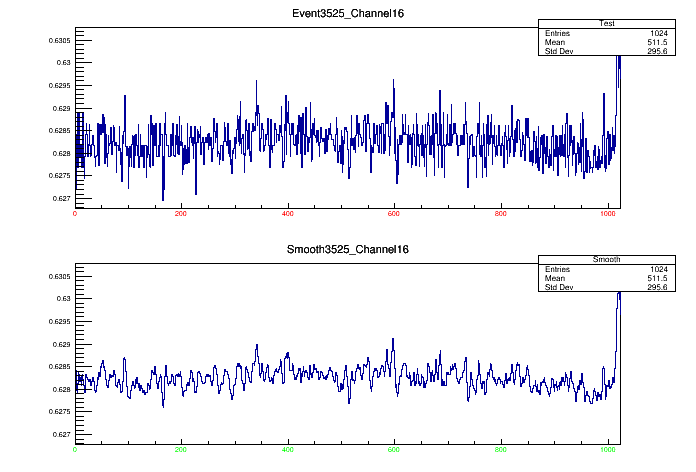 Event3525_Channel16
Test
Entries 1024
Mean 511.5
Std Dev 295.6
0.6305
0.63
0.6295
0.629
0.6285
0.628
0.6275
0.627
0 200 400 600 800 1000
Smooth3525_Channel16
Smooth
Entries 1024
Mean 511.5
Std Dev 295.6
0.6305
0.63
0.6295
0.629
0.6285
0.628
0.6275
0.627
0 200 400 600 800 1000